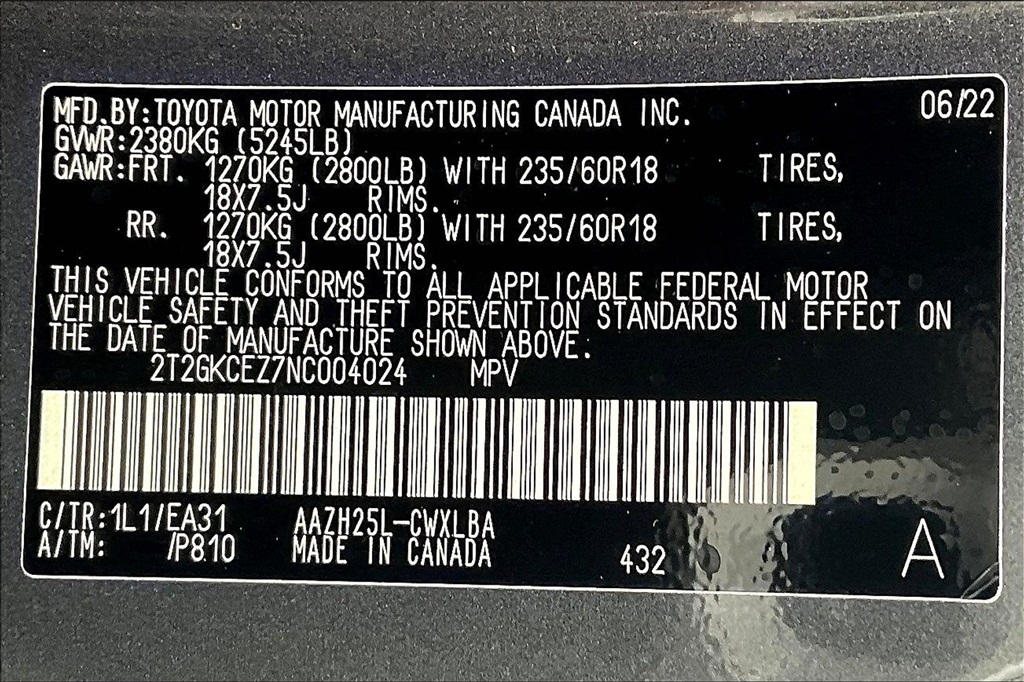 MFD.BY:TOYOTA MOTOR MANUFACTURING CANADA INC. 06/22
GVWR:2380KG (5245LB)
GAWR:FRT. 1270KG (2800LB) WITH 235/60R18 TIRES,
18X7.5J RIMS.
RR. 1270KG (2800LB) WITH 235/60R18 TIRES,
18X7.5J RIMS.
THIS VEHICLE CONFORMS TO ALL APPLICABLE FEDERAL MOTOR
VEHICLE SAFETY AND THEFT PREVENTION STANDARDS IN EFFECT ON
THE DATE OF MANUFACTURE SHOWN ABOVE.
2T2GKCEZ7NC004024 MPV
C/TR:1L1/EA31 AAZH25L-CWXLBA
A/TM: /P810 MADE IN CANADA 432 A